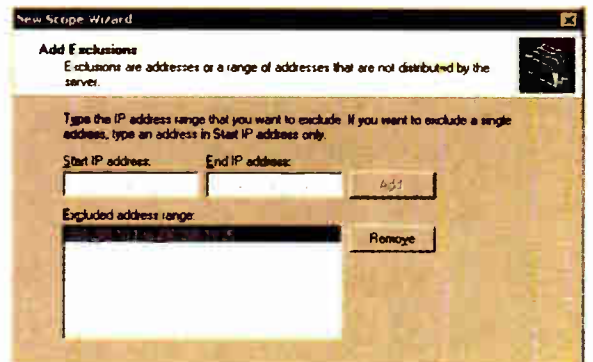 New Scope Wizard
Add Exclusions
Exclusions are addresses or a range of addresses that are not distributed by the
server.
Type the IP address range that you want to exclude. If you want to exclude a single
address, type an address in Start IP address only.
Start IP address:
End IP address:
Add
Excluded address range:
Remove